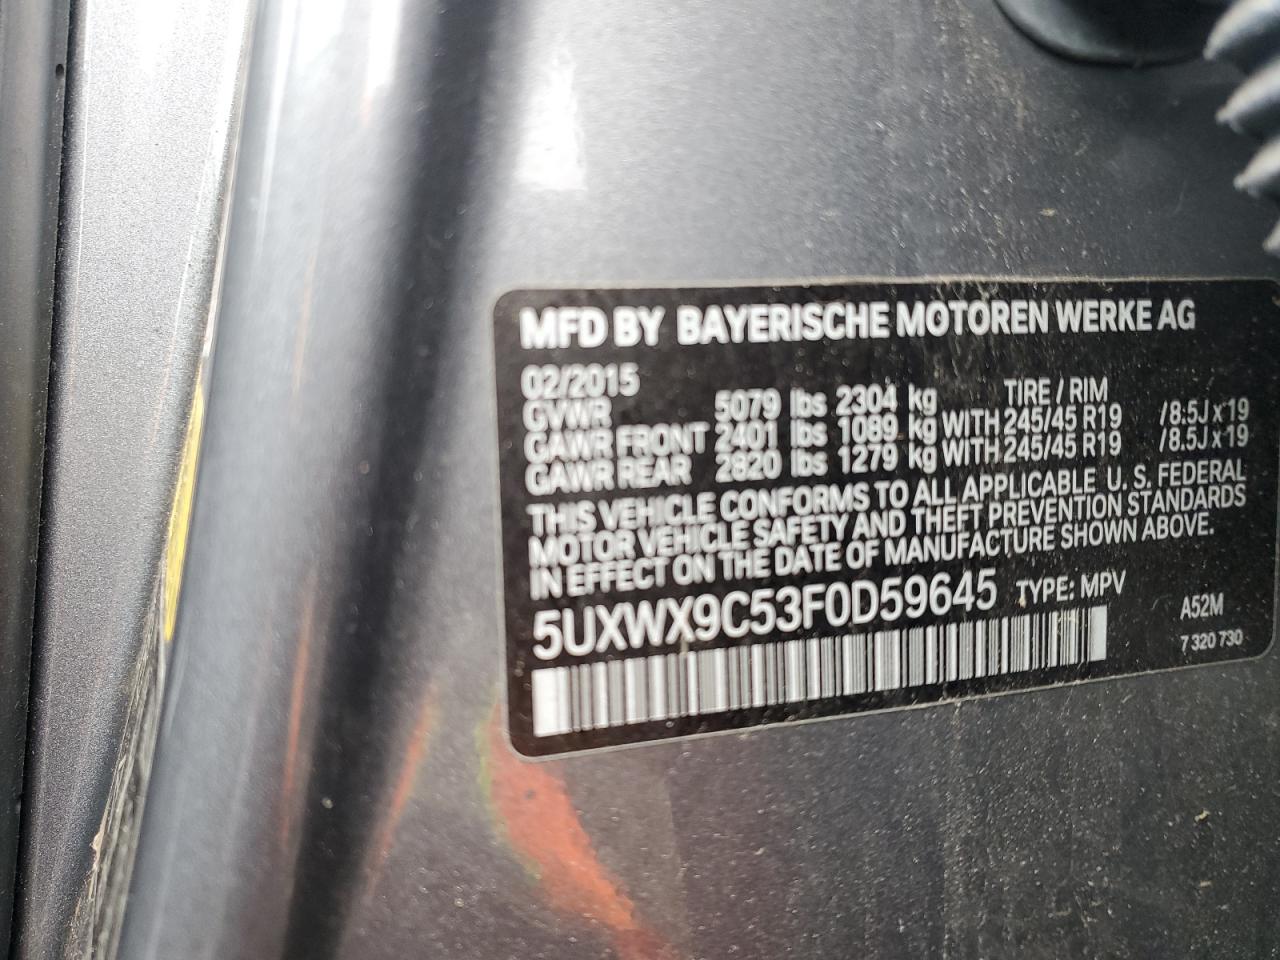 MFD BY BAYERISCHE MOTOREN WERKE AG
02/2015
GVWR 5079 lbs 2304 kg TIRE / RIM
GAWR FRONT 2401 lbs 1089 kg WITH 245/45 R19 /8.5J x 19
GAWR REAR 2820 lbs 1279 kg WITH 245/45 R19 /8.5J x 19
THIS VEHICLE CONFORMS TO ALL APPLICABLE U. S. FEDERAL
MOTOR VEHICLE SAFETY AND THEFT PREVENTION STANDARDS
IN EFFECT ON THE DATE OF MANUFACTURE SHOWN ABOVE.
5UXWX9C53F0D59645 TYPE: MPV
A52M
7 320 730